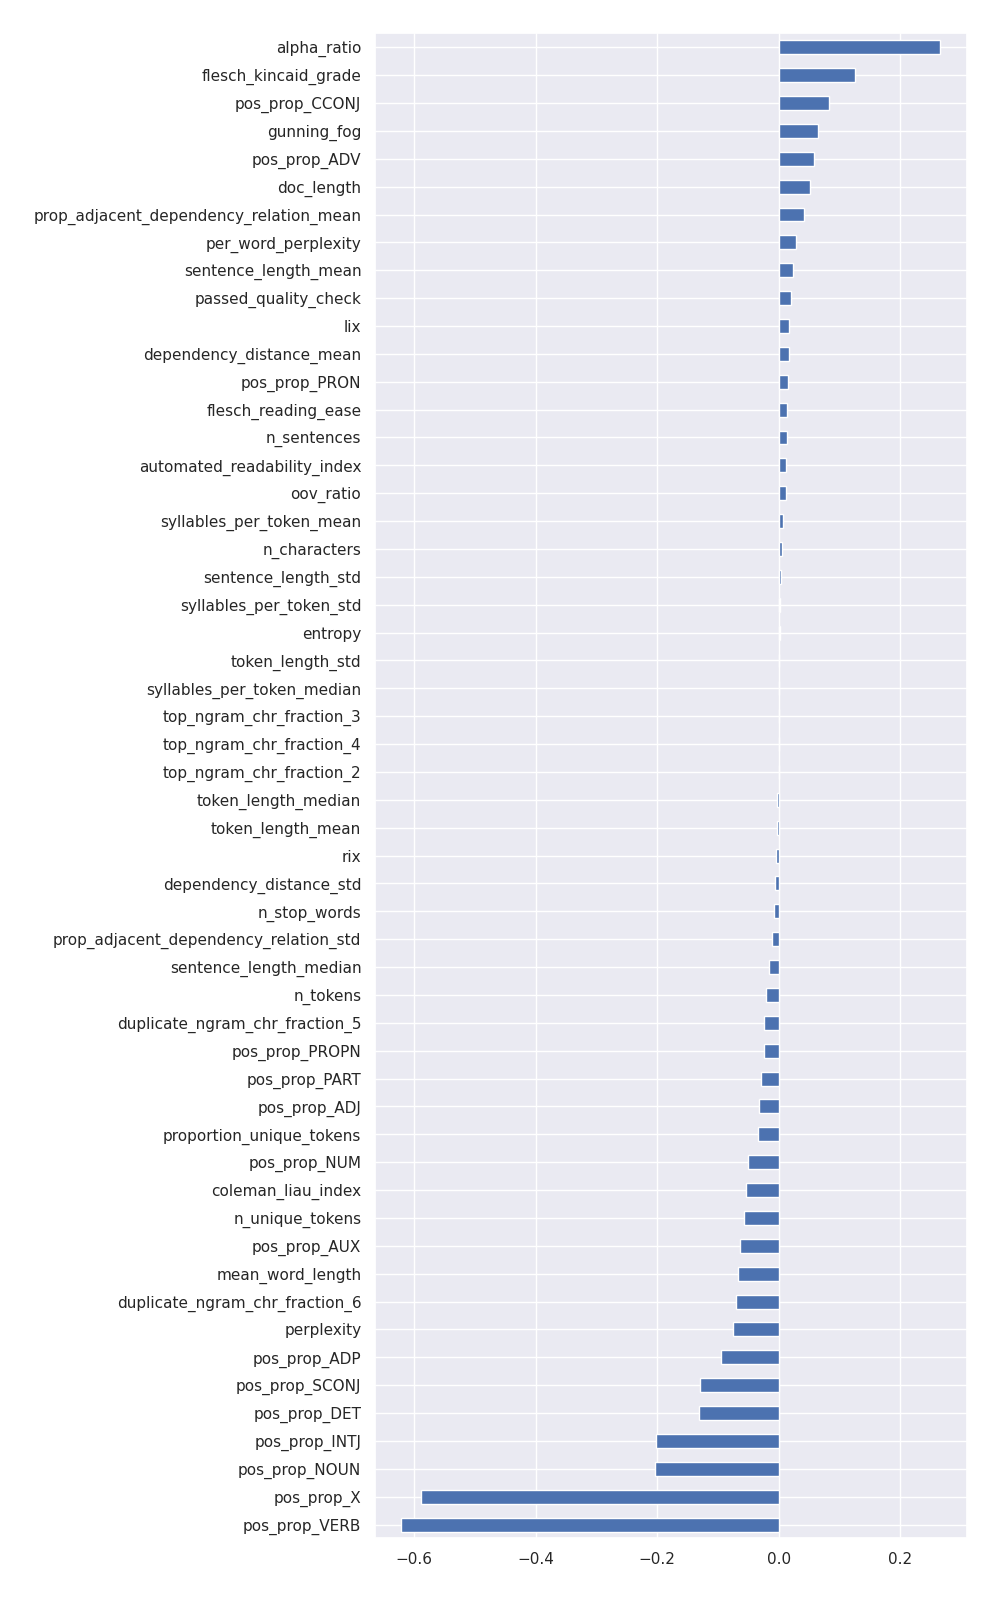 alpha_ratio
flesch_kincaid_grade
pos_prop_CCONJ
gunning_fog
pos_prop_ADV
doc_length
prop_adjacent_dependency_relation_mean
per_word_perplexity
sentence_length_mean
passed_quality_check
lix
dependency_distance_mean
pos_prop_PRON
flesch_reading_ease
n_sentences
automated_readability_index
oov_ratio
syllables_per_token_mean
n_characters
sentence_length_std
syllables_per_token_std
entropy
token_length_std
syllables_per_token_median
top_ngram_chr_fraction_3
top_ngram_chr_fraction_4
top_ngram_chr_fraction_2
token_length_median
token_length_mean
rix
dependency_distance_std
n_stop_words
prop_adjacent_dependency_relation_std
sentence_length_median
n_tokens
duplicate_ngram_chr_fraction_5
pos_prop_PROPN
pos_prop_PART
pos_prop_ADJ
proportion_unique_tokens
pos_prop_NUM
coleman_liau_index
n_unique_tokens
pos_prop_AUX
mean_word_length
duplicate_ngram_chr_fraction_6
perplexity
pos_prop_ADP
pos_prop_SCONJ
pos_prop_DET
pos_prop_INTJ
pos_prop_NOUN
pos_prop_X
pos_prop_VERB
−0.6 −0.4 −0.2 0.0 0.2